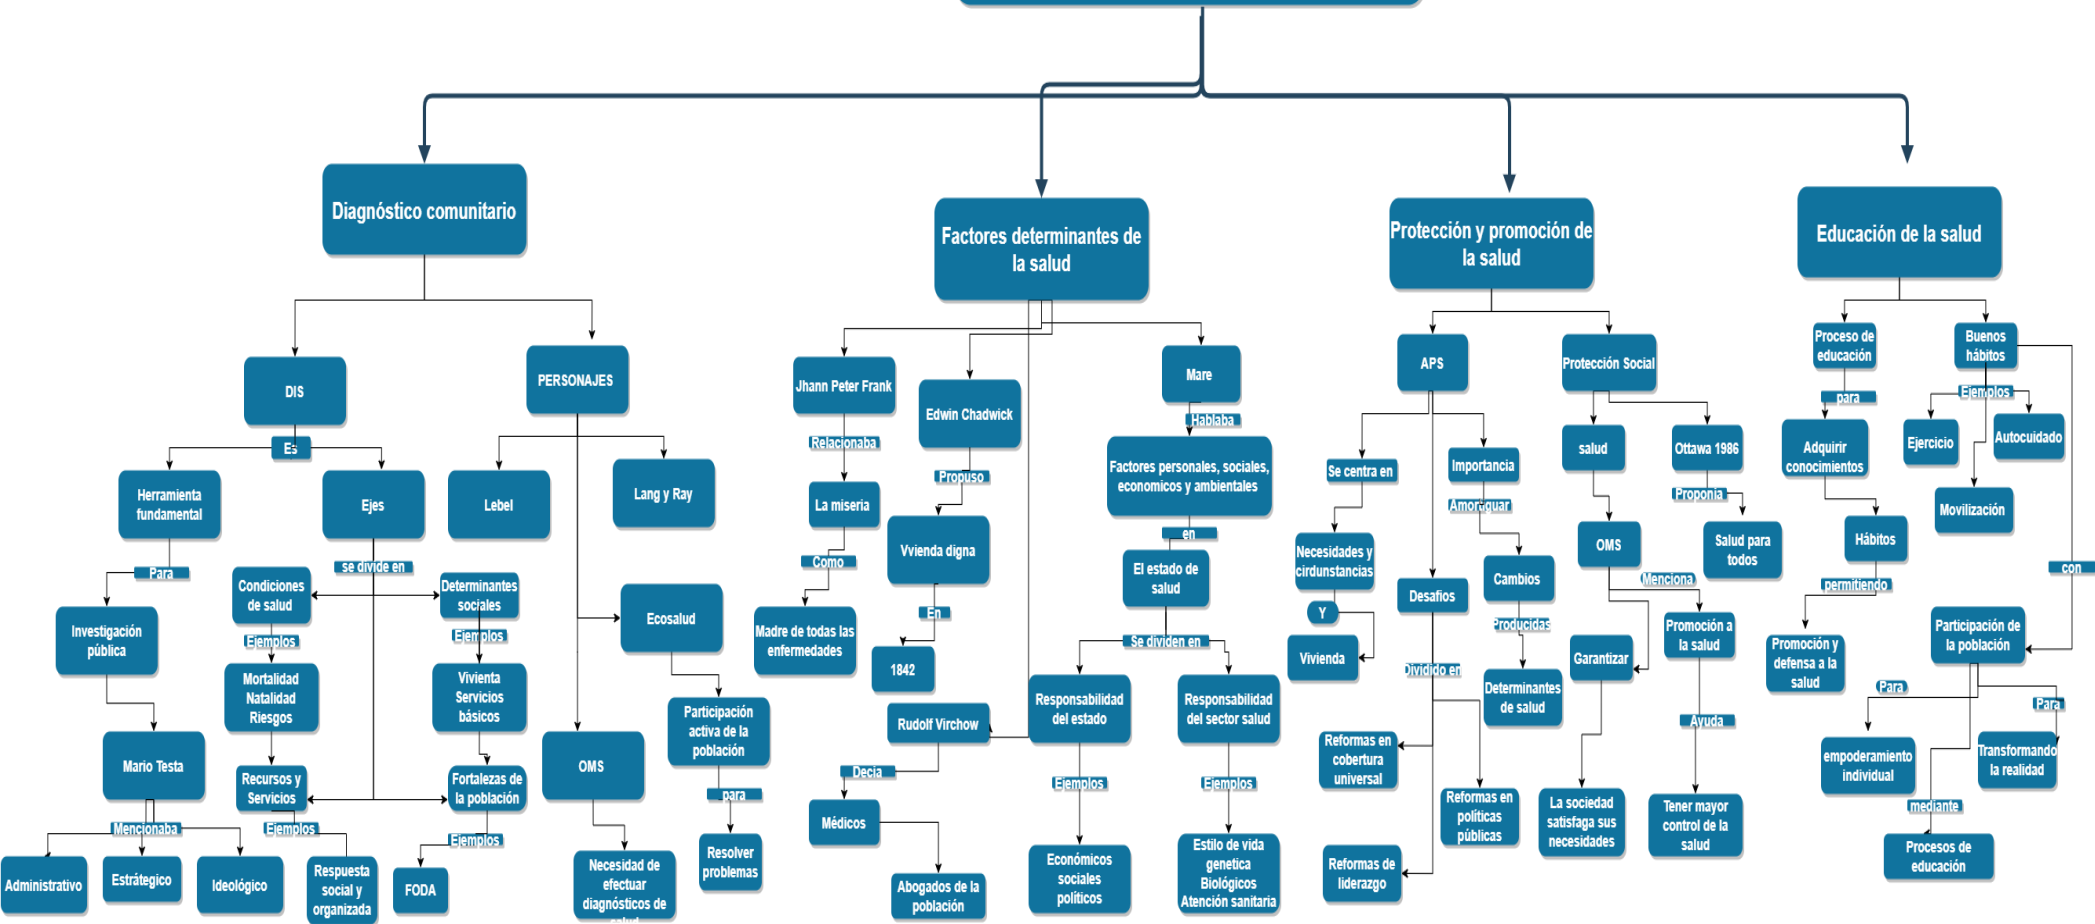 Diagnóstico comunitario
DIS
Es
Herramienta
fundamental
Para
Investigación
pública
Mario Testa
Mencionaba
Administrativo
Estrátegico
Ideológico
Ejes
se divide en
Condiciones
de salud
Ejemplos
Mortalidad
Natalidad
Riesgos
Recursos y
Servicios
Ejemplos
Respuesta
social y
organizada
Determinantes
sociales
Ejemplos
Vivienta
Servicios
básicos
Fortalezas de
la población
Ejemplos
FODA
PERSONAJES
Lebel
Lang y Ray
Ecosalud
Participación
activa de la
población
para
Resolver
problemas
OMS
Necesidad de
efectuar
diagnósticos de
Factores determinantes de
la salud
Jhann Peter Frank
Relacionaba
La miseria
Como
Madre de todas las
enfermedades
Edwin Chadwick
Propuso
Vvienda digna
En
1842
Rudolf Virchow
Decia
Médicos
Abogados de la
población
Mare
Hablaba
Factores personales, sociales,
economicos y ambientales
en
El estado de
salud
Se dividen en
Responsabilidad
del estado
Ejemplos
Económicos
sociales
políticos
Responsabilidad
del sector salud
Ejemplos
Estilo de vida
genetica
Biológicos
Atención sanitaria
Protección y promoción de
la salud
APS
Se centra en
Necesidades y
cirdunstancias
Y
Vivienda
Importancia
Cambios
Producidas
Determinantes
de salud
Desafios
Dividido en
Reformas en
cobertura
universal
Reformas en
políticas
públicas
Reformas de
liderazgo
Protección Social
salud
OMS
Menciona
Garantizar
La sociedad
satisfaga sus
necesidades
Promoción a
la salud
Ayuda
Tener mayor
control de la
salud
Ottawa 1986
Proponia
Salud para
todos
Educación de la salud
Proceso de
educación
para
Adquirir
conocimientos
Hábitos
permitiendo
Promoción y
defensa a la
salud
Buenos
hábitos
Ejemplos
Ejercicio
Autocuidado
Movilización
con
Participación de
la población
Para
empoderamiento
individual
Para
Transformando
la realidad
mediante
Procesos de
educación